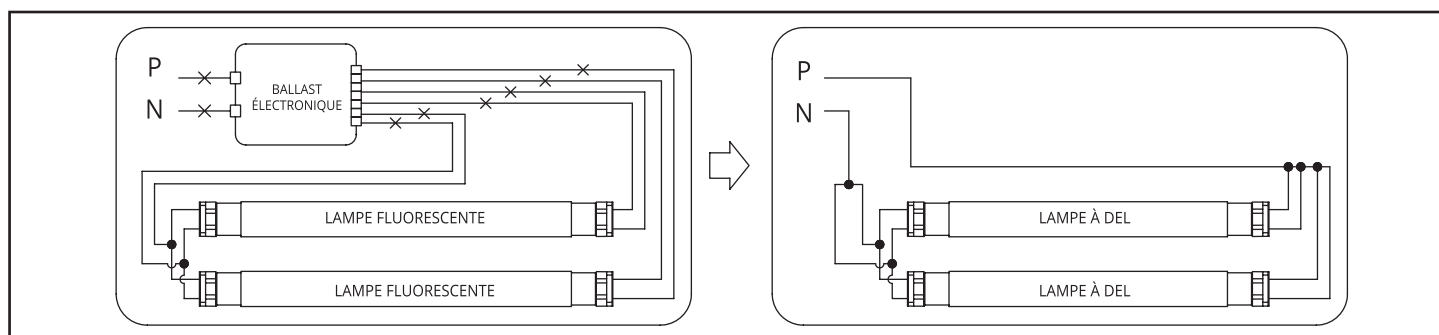 P
N
BALLAST
ÉLECTRONIQUE
LAMPE FLUORESCENTE
LAMPE FLUORESCENTE
P
N
LAMPE À DEL
LAMPE À DEL